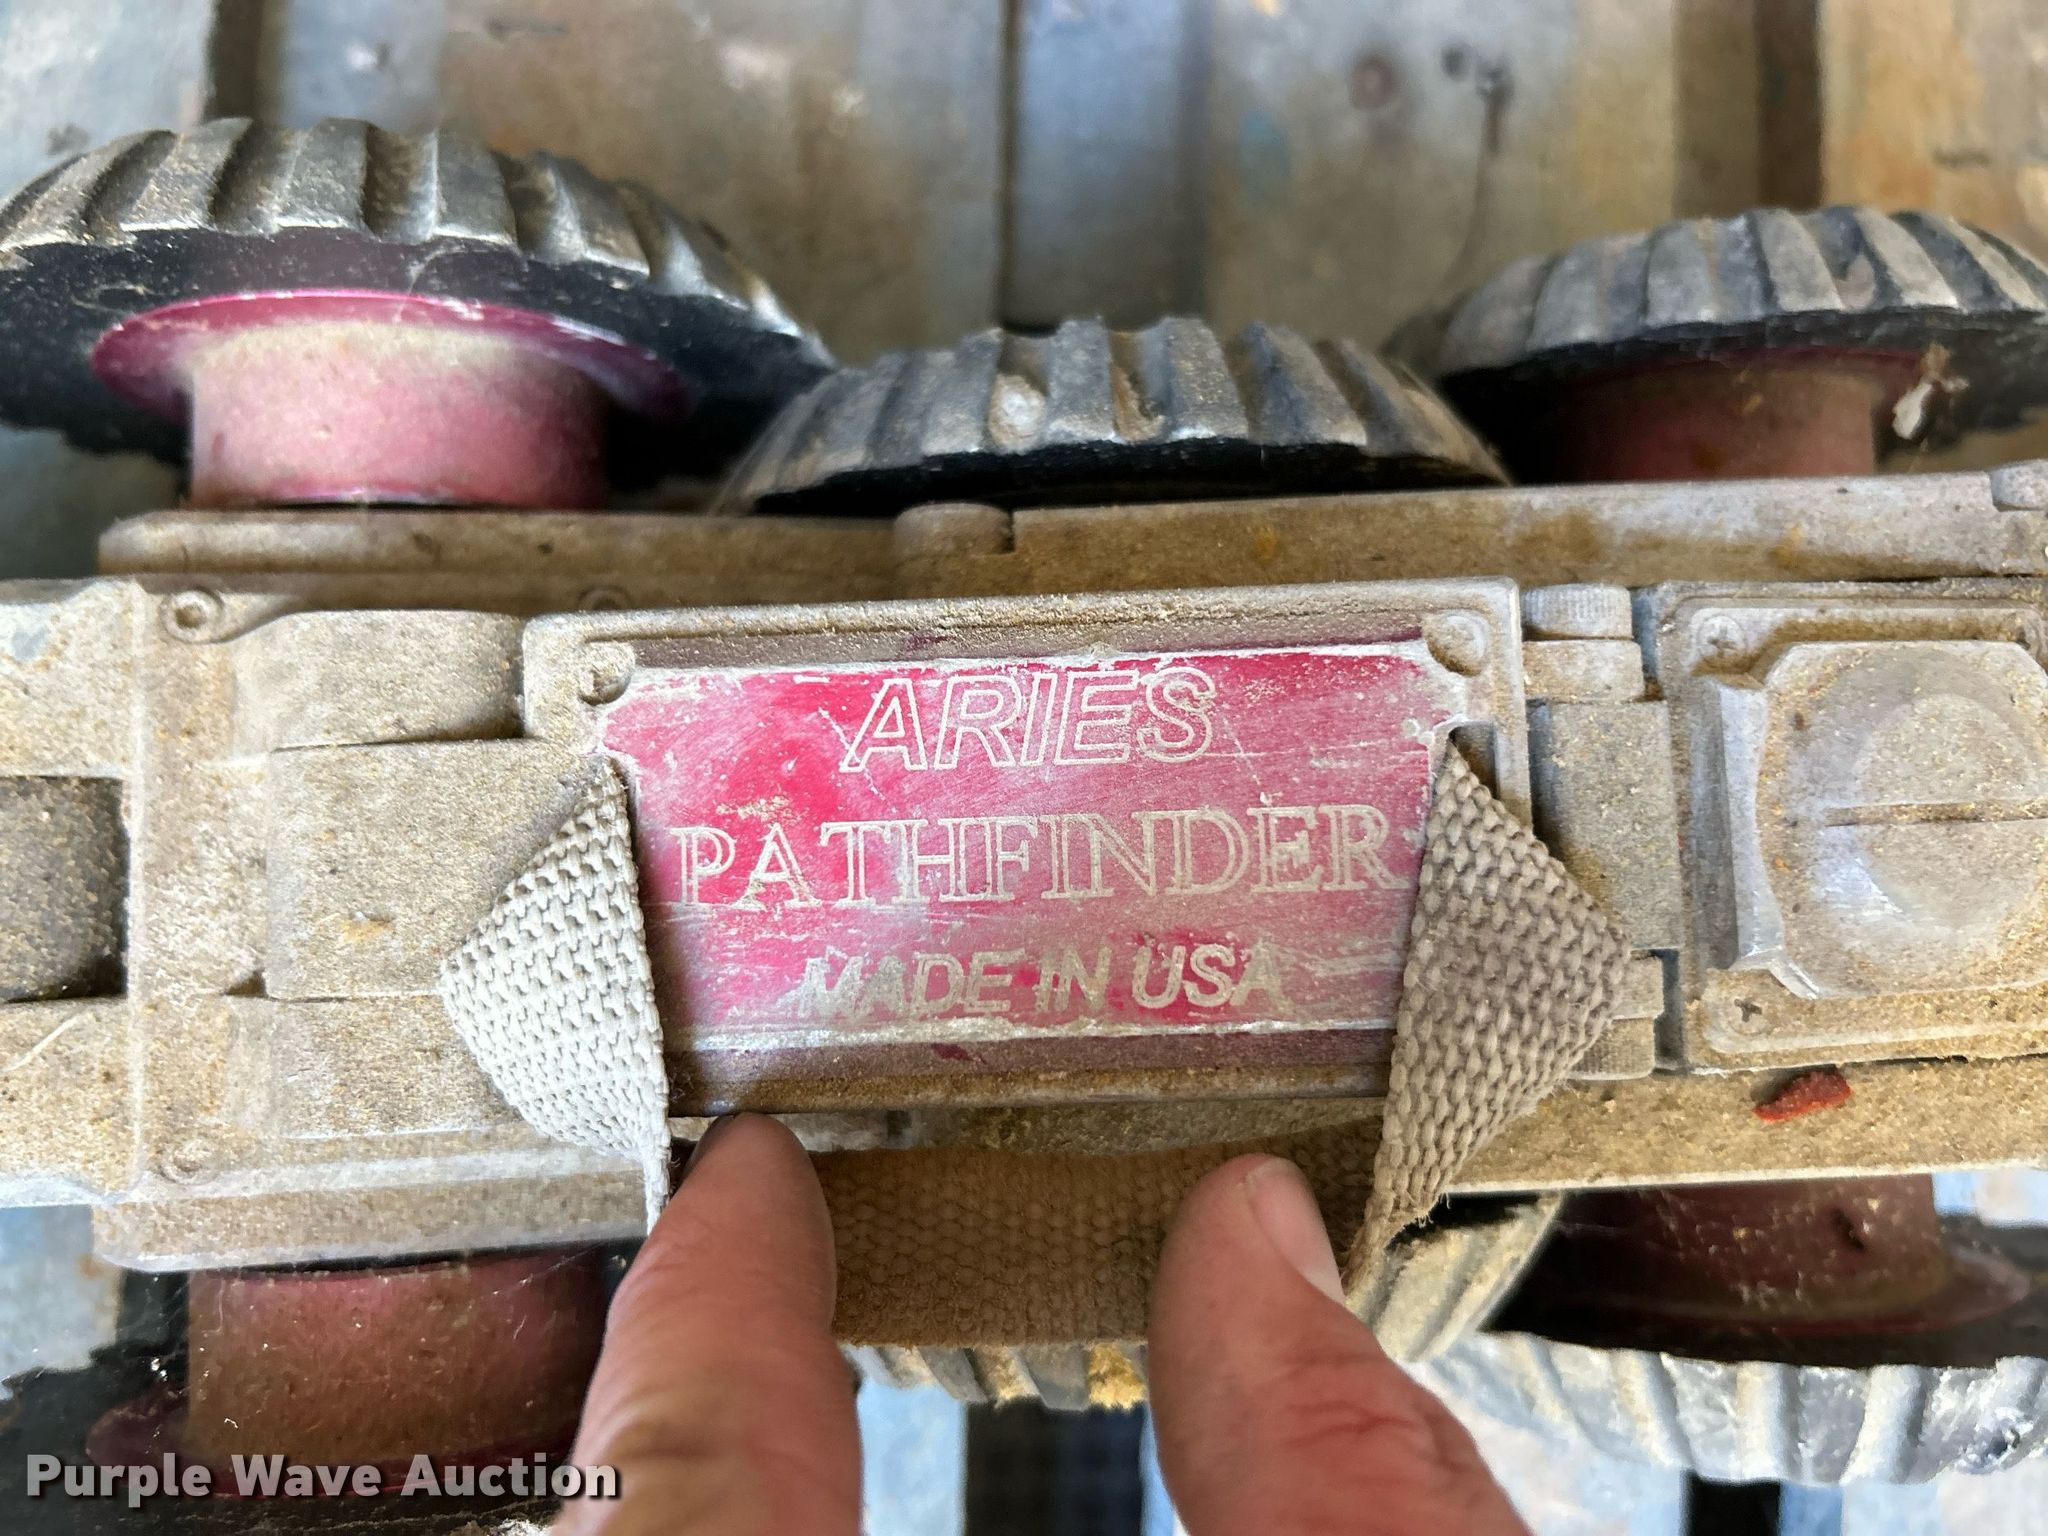 ARIES
PATHFINDER
MADE IN USA
Purple Wave Auction